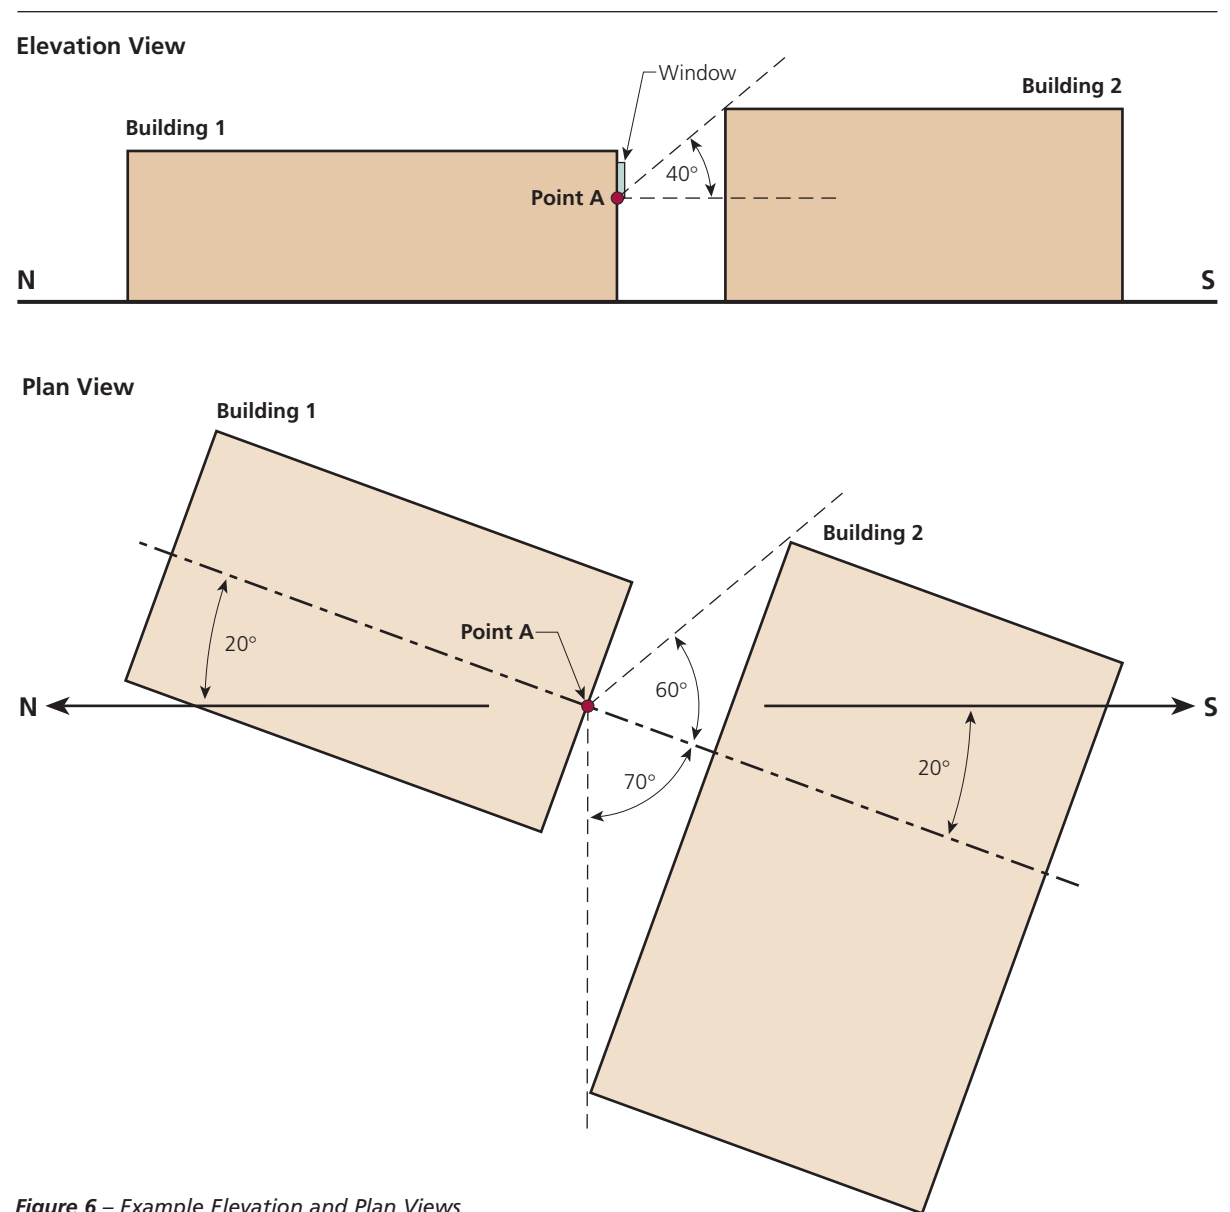 Elevation View
Window
Building 2
Building 1
40°
Point A
N
S
Plan View
Building 1
Building 2
Point A
20°
60°
N
S
20°
70°
Figure 6 – Example Elevation and Plan Views